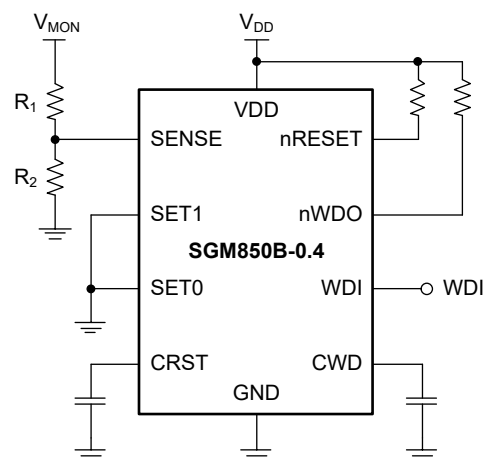 VMON
VDD
R1
VDD
SENSE
nRESET
R2
SET1
nWDO
SGM850B-0.4
SET0
WDI
WDI
CRST
CWD
GND